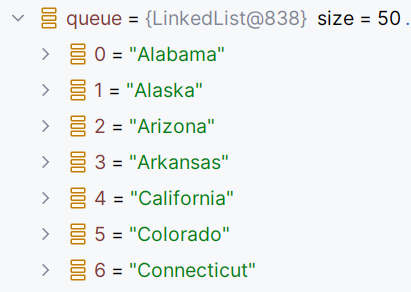 queue = {LinkedList@838} size = 50
0 = "Alabama"
1 = "Alaska"
2 = "Arizona"
3 = "Arkansas"
4 = "California"
5 = "Colorado"
6 = "Connecticut"